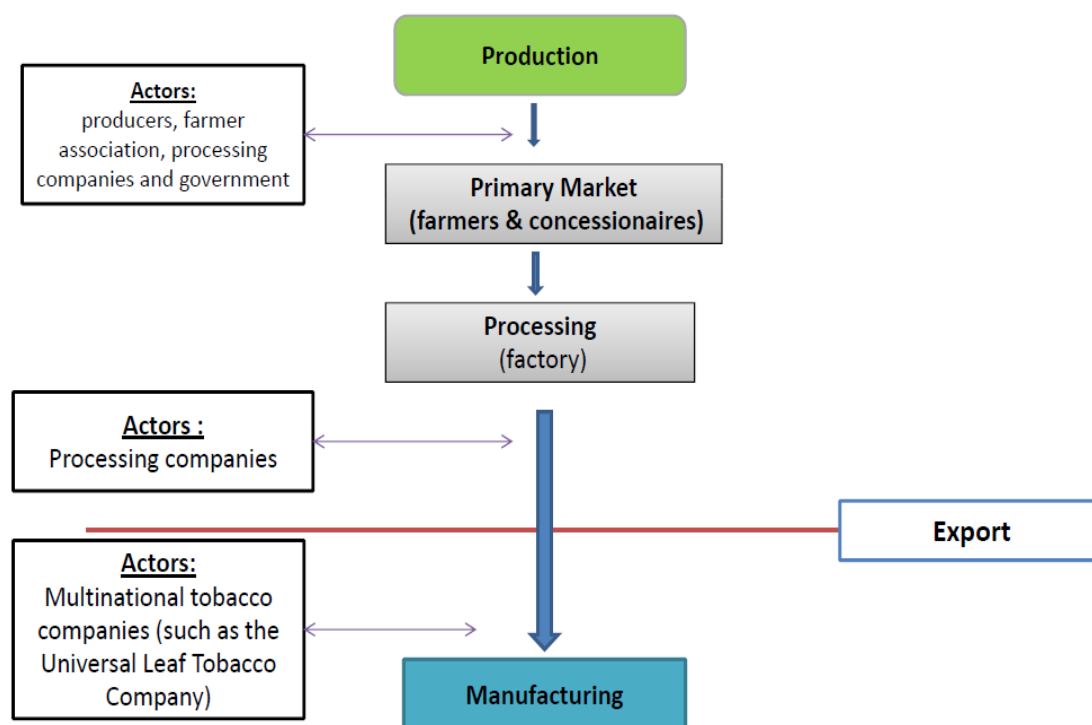 Production
Actors:
producers, farmer
association, processing
companies and government
Primary Market
(farmers & concessionaires)
Processing
(factory)
Actors :
Processing companies
Export
Actors:
Multinational tobacco
companies (such as the
Universal Leaf Tobacco
Company)
Manufacturing